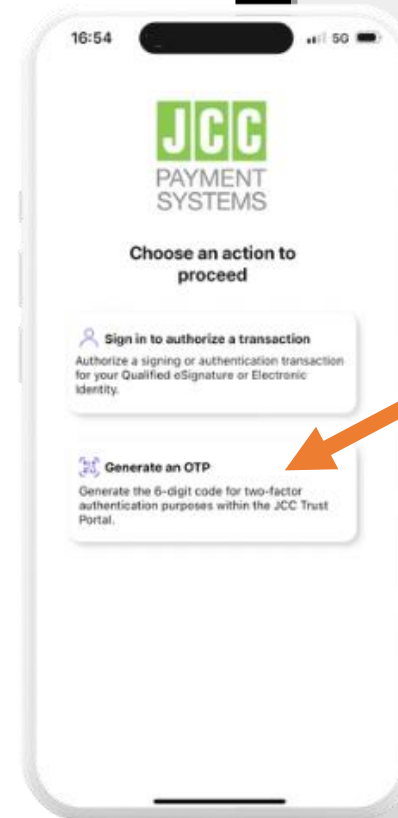 16:54
5G
JCC
PAYMENT
SYSTEMS
Choose an action to
proceed
Sign in to authorize a transaction
Authorize a signing or authentication transaction
for your Qualified eSignature or Electronic
Identity.
Generate an OTP
Generate the 6-digit code for two-factor
authentication purposes within the JCC Trust
Portal.